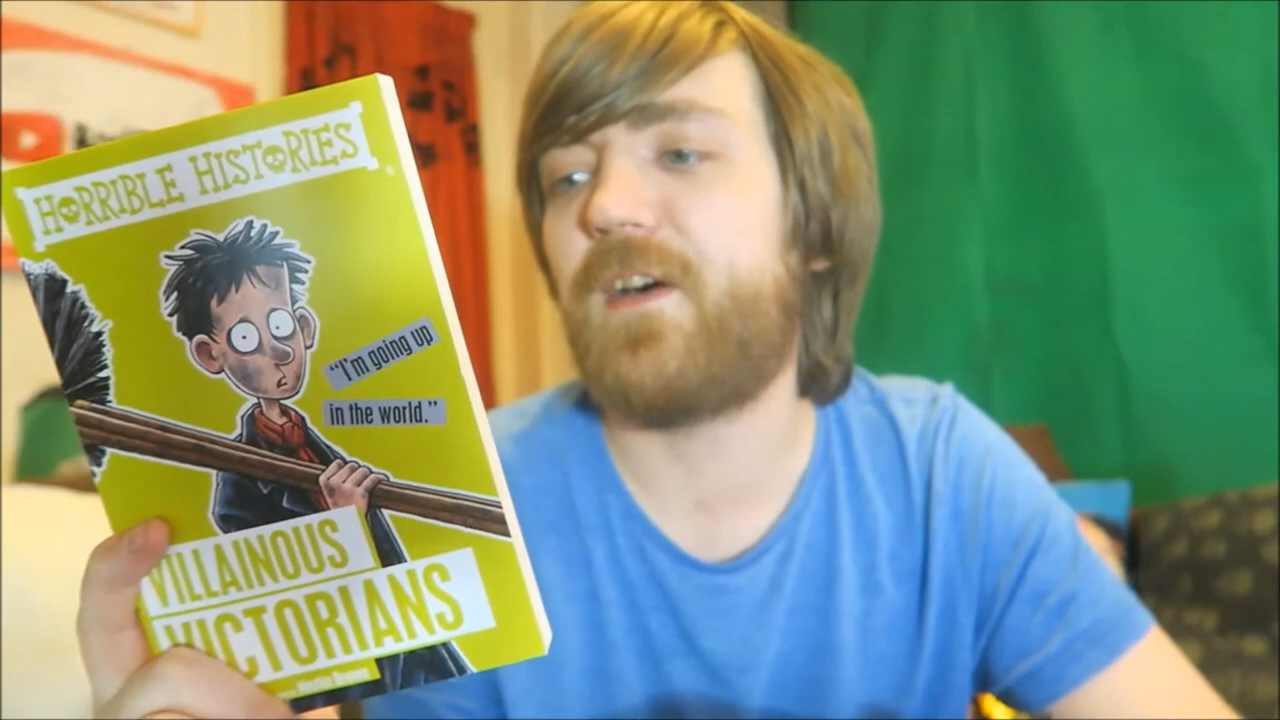 HORRIBLE HISTORIES
"I'm going up
in the world."
VILLAINOUS
VICTORIANS